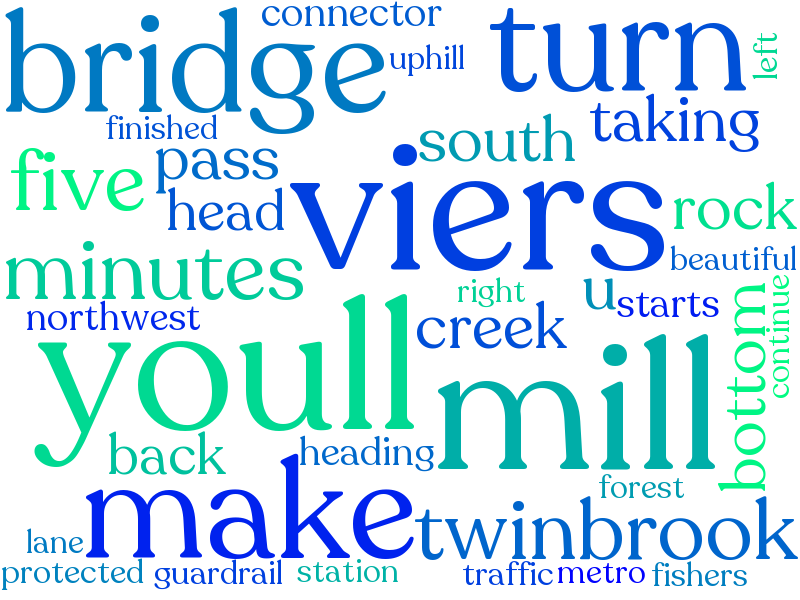 connector
bridge
uphill
turn
left
finished
taking
south
pass
five
head
viers
rock
minutes
beautiful
right
u
starts
northwest
creek
continue
bottom
youll
mill
back
heading
forest
make
twinbrook
lane
protected
guardrail
station
traffic
metro
fishers